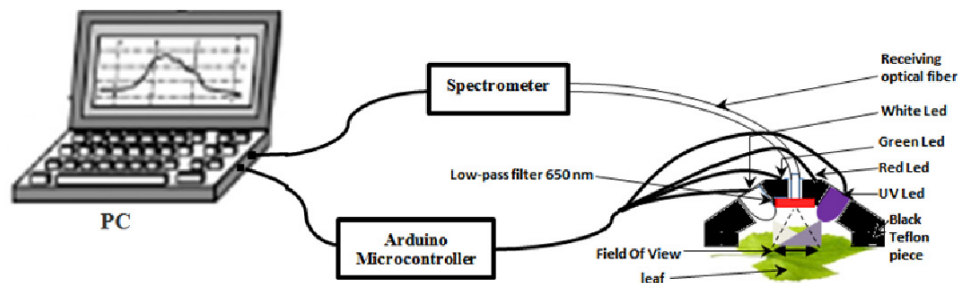 Receiving
optical fiber
Spectrometer
White Led
Green Led
Red Led
Low-pass filter 650 nm
UV Led
PC
Black
Teflon
piece
Arduino
Microcontroller
Field Of View
leaf